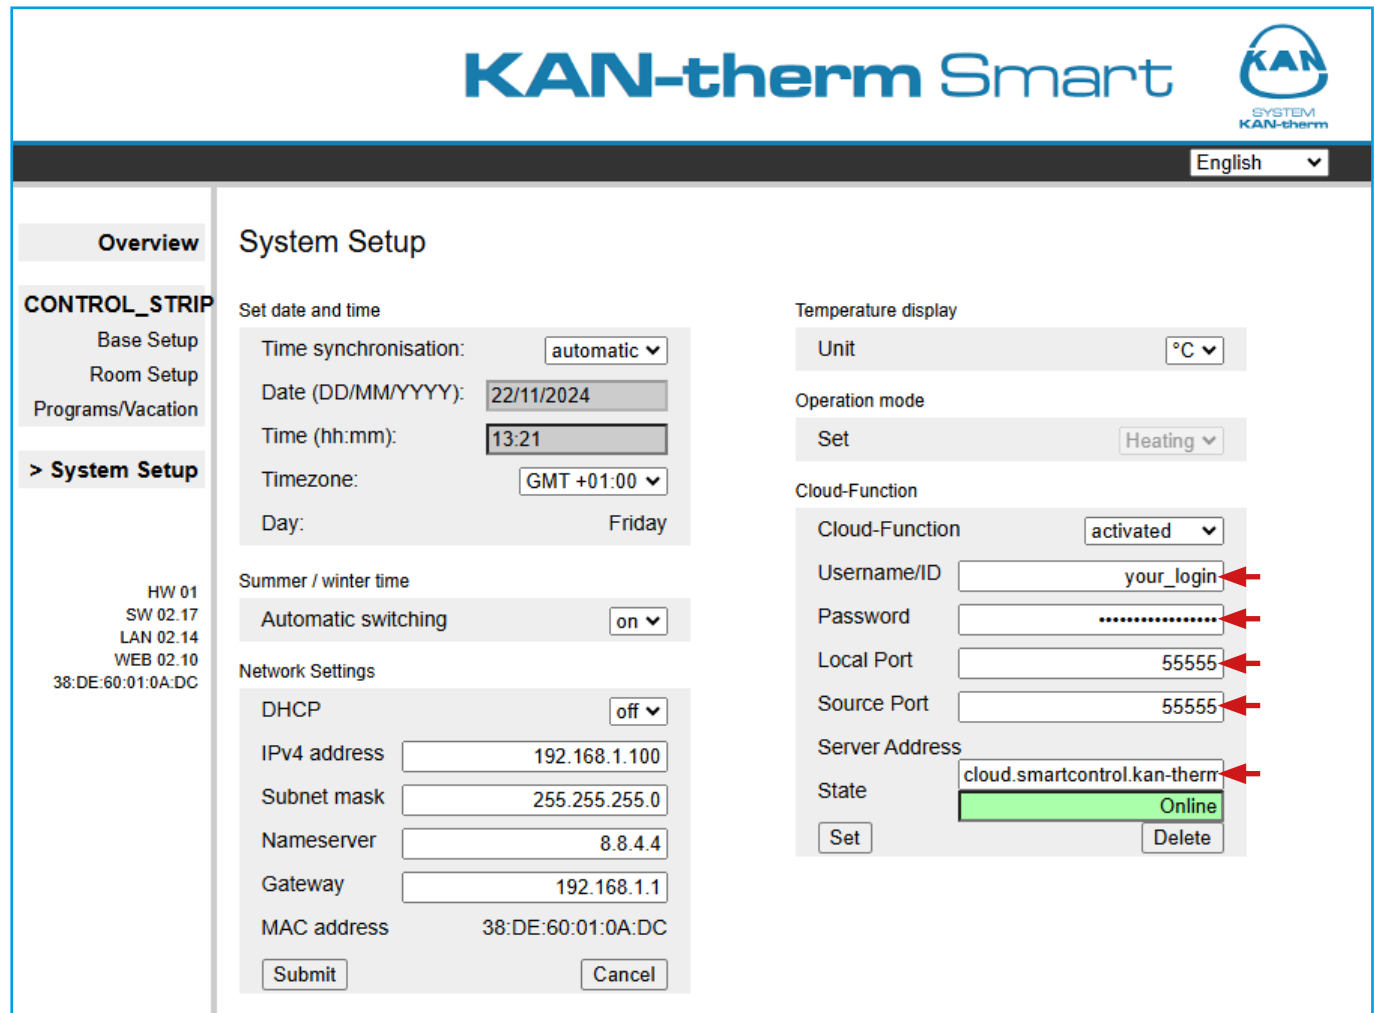 KAN-therm Smart
KAN
SYSTEM
KAN-therm
English
Overview
CONTROL_STRIP
Base Setup
Room Setup
Programs/Vacation
> System Setup
HW 01
SW 02.17
LAN 02.14
WEB 02.10
38:DE:60:01:0A:DC
System Setup
Set date and time
Time synchronisation: automatic
Date (DD/MM/YYYY): 22/11/2024
Time (hh:mm): 13:21
Timezone: GMT +01:00
Day: Friday
Summer / winter time
Automatic switching on
Network Settings
DHCP off
IPv4 address 192.168.1.100
Subnet mask 255.255.255.0
Nameserver 8.8.4.4
Gateway 192.168.1.1
MAC address 38:DE:60:01:0A:DC
Submit Cancel
Temperature display
Unit °C
Operation mode
Set Heating
Cloud-Function
Cloud-Function activated
Username/ID your_login
Password •••••••••••••••••
Local Port 55555
Source Port 55555
Server Address
cloud.smartcontrol.kan-therm
State Online
Set Delete